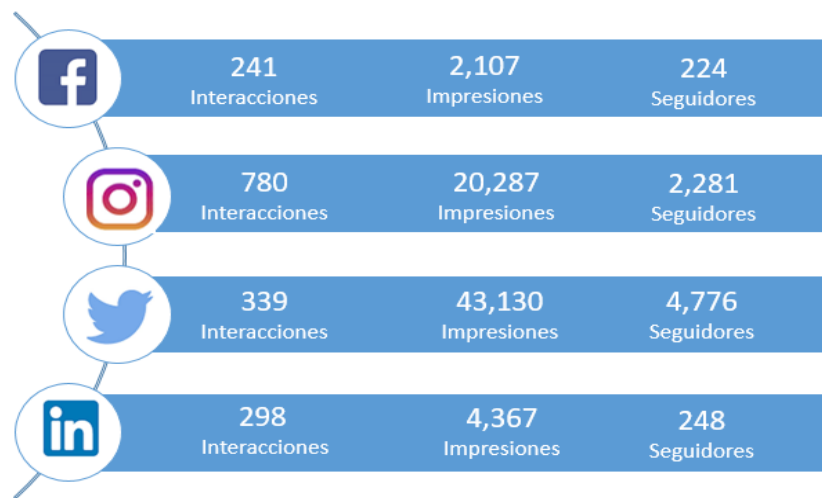 241 2,107 224
Interacciones Impresiones Seguidores
780 20,287 2,281
Interacciones Impresiones Seguidores
339 43,130 4,776
Interacciones Impresiones Seguidores
in
298 4,367 248
Interacciones Impresiones Seguidores